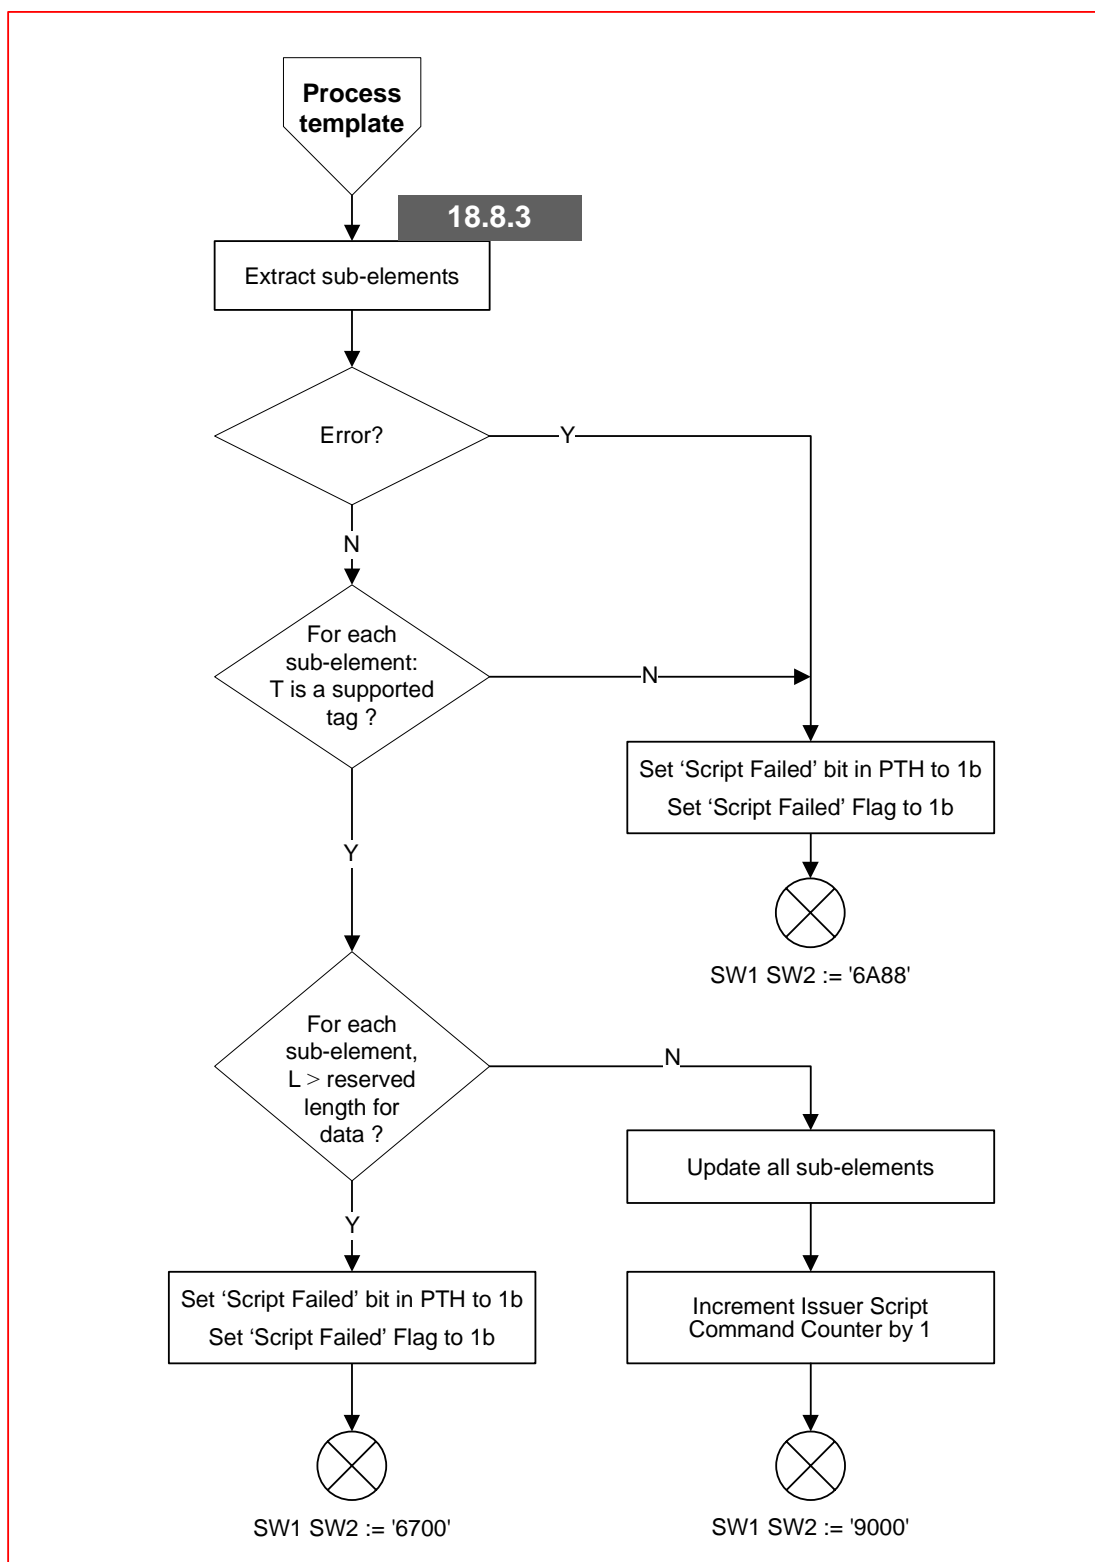 Process
template
18.8.3
Extract sub-elements
Error?
Y
N
For each
sub-element:
T is a supported
tag ?
N
Set ‘Script Failed’ bit in PTH to 1b
Set ‘Script Failed’ Flag to 1b
Y
SW1 SW2 := '6A88'
For each
sub-element,
L > reserved
length for
data ?
N
Update all sub-elements
Y
Set ‘Script Failed’ bit in PTH to 1b
Set ‘Script Failed’ Flag to 1b
Increment Issuer Script
Command Counter by 1
SW1 SW2 := '6700'
SW1 SW2 := '9000'